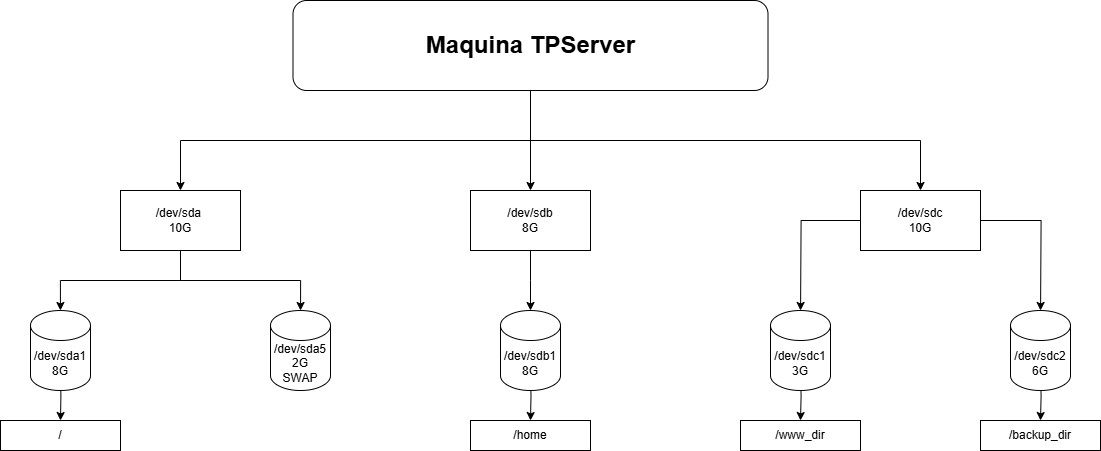 Maquina TPServer
/dev/sda
10G
/dev/sdb
8G
/dev/sdc
10G
/dev/sda1
8G
/dev/sda5
2G
SWAP
/dev/sdb1
8G
/dev/sdc1
3G
/dev/sdc2
6G
/
/home
/www_dir
/backup_dir